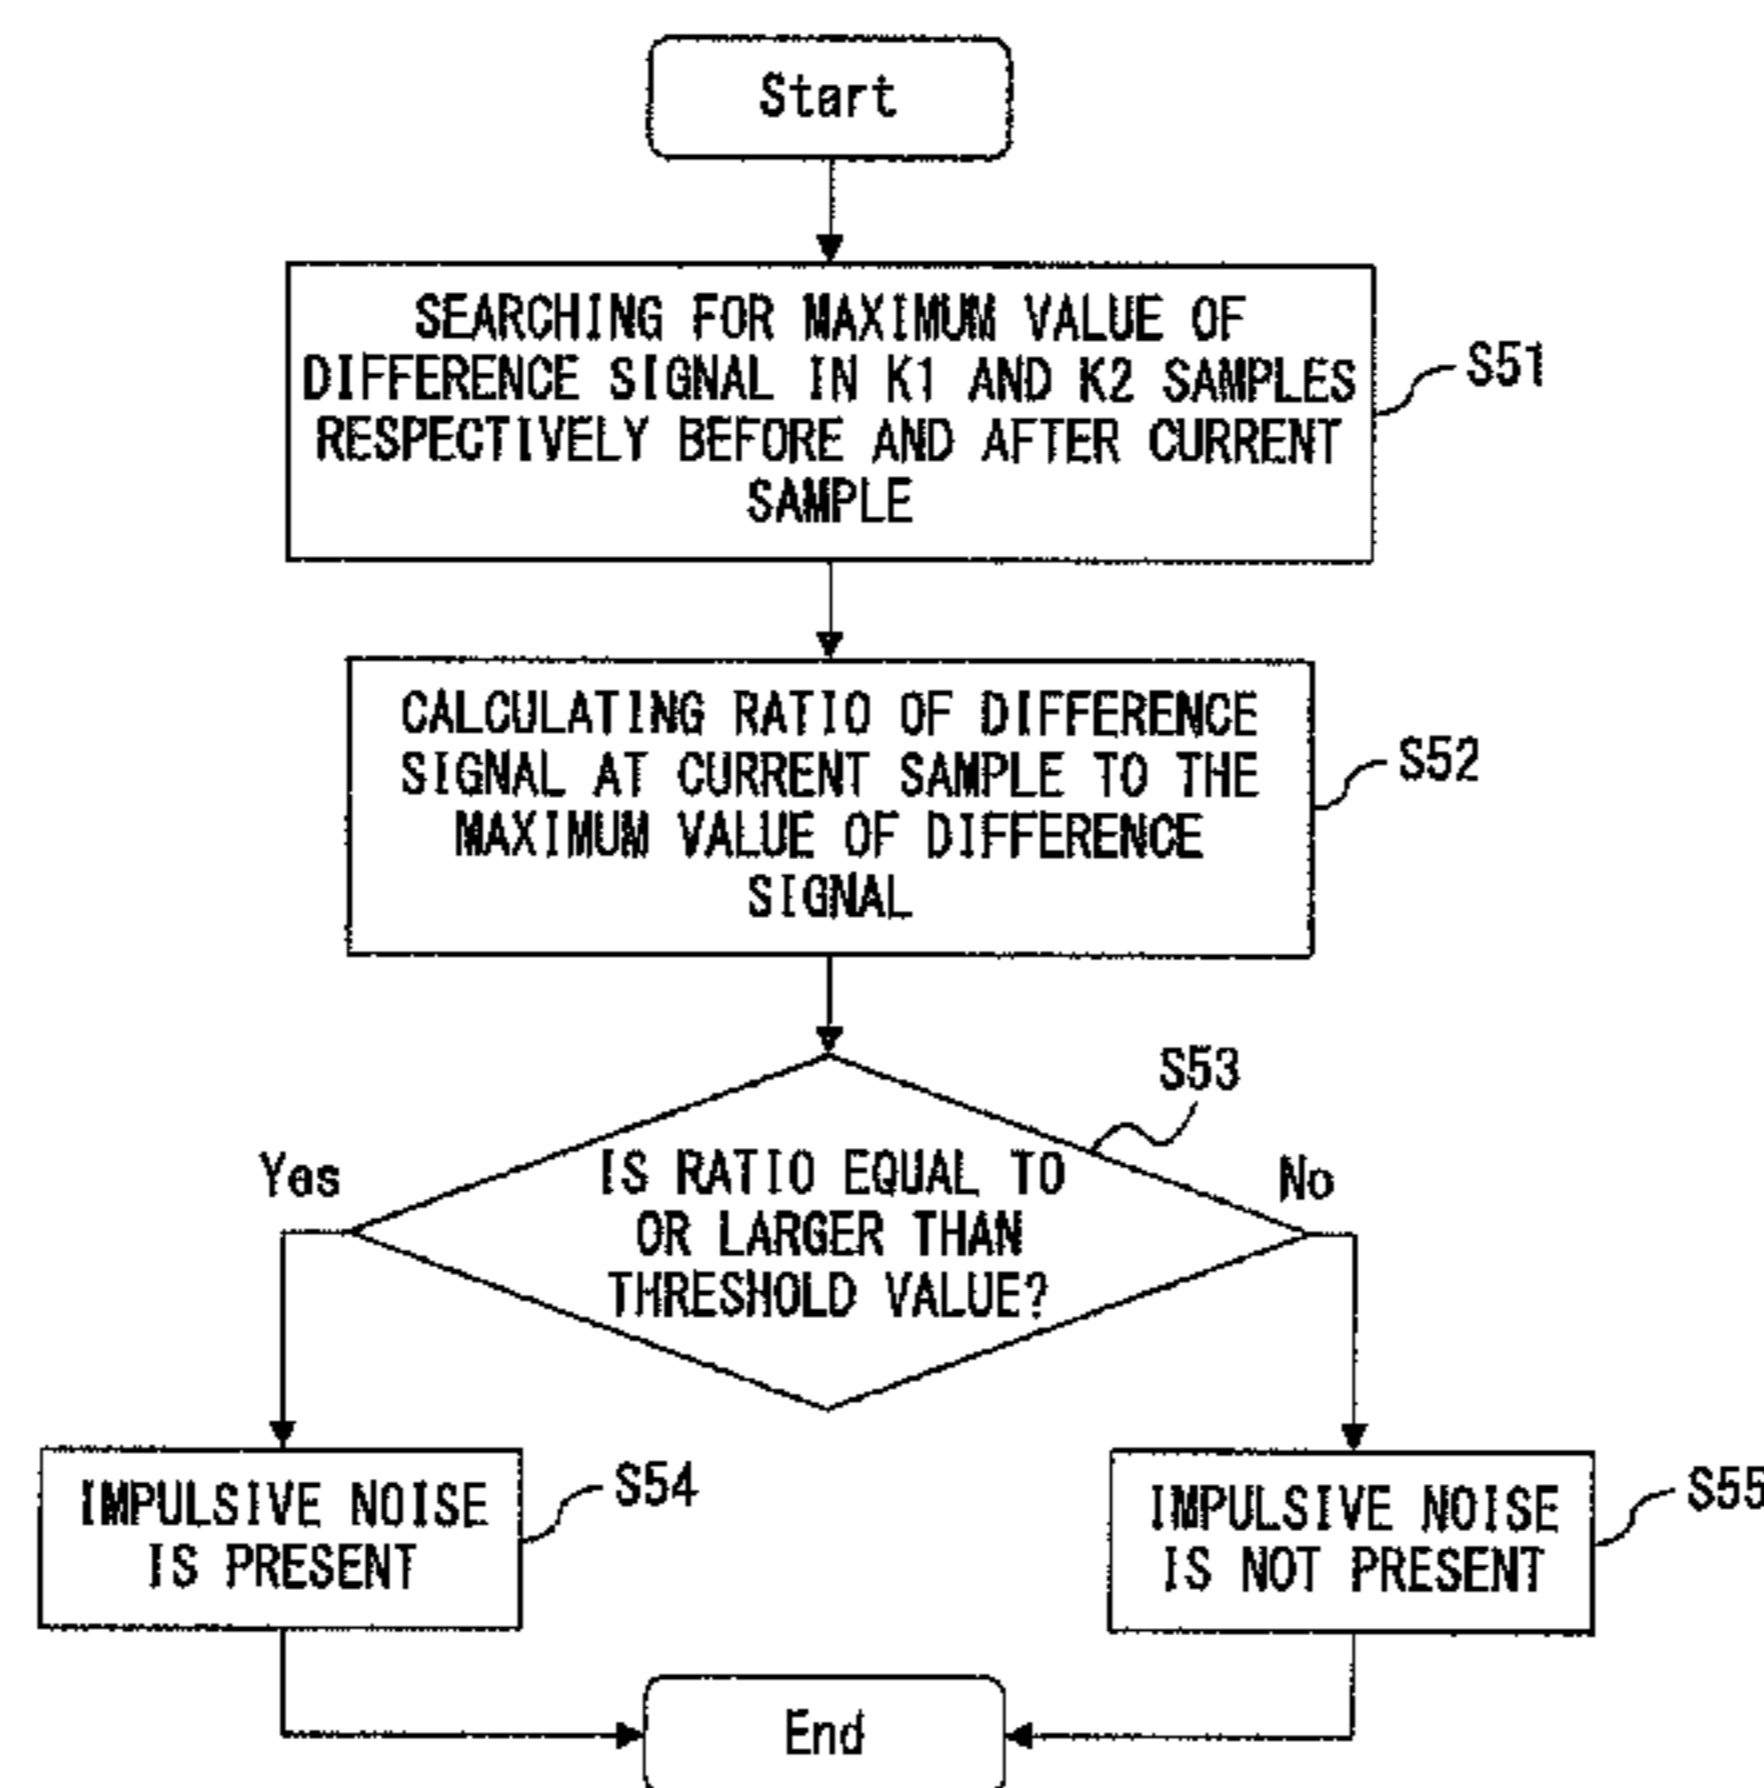 Start
SEARCHING FOR MAXIMUM VALUE OF
DIFFERENCE SIGNAL IN K1 AND K2 SAMPLES
RESPECTIVELY BEFORE AND AFTER CURRENT
SAMPLE
S51
CALCULATING RATIO OF DIFFERENCE
SIGNAL AT CURRENT SAMPLE TO THE
MAXIMUM VALUE OF DIFFERENCE
SIGNAL
S52
S53
Yes
IS RATIO EQUAL TO
OR LARGER THAN
THRESHOLD VALUE?
No
IMPULSIVE NOISE
IS PRESENT
S54
IMPULSIVE NOISE
IS NOT PRESENT
S55
End